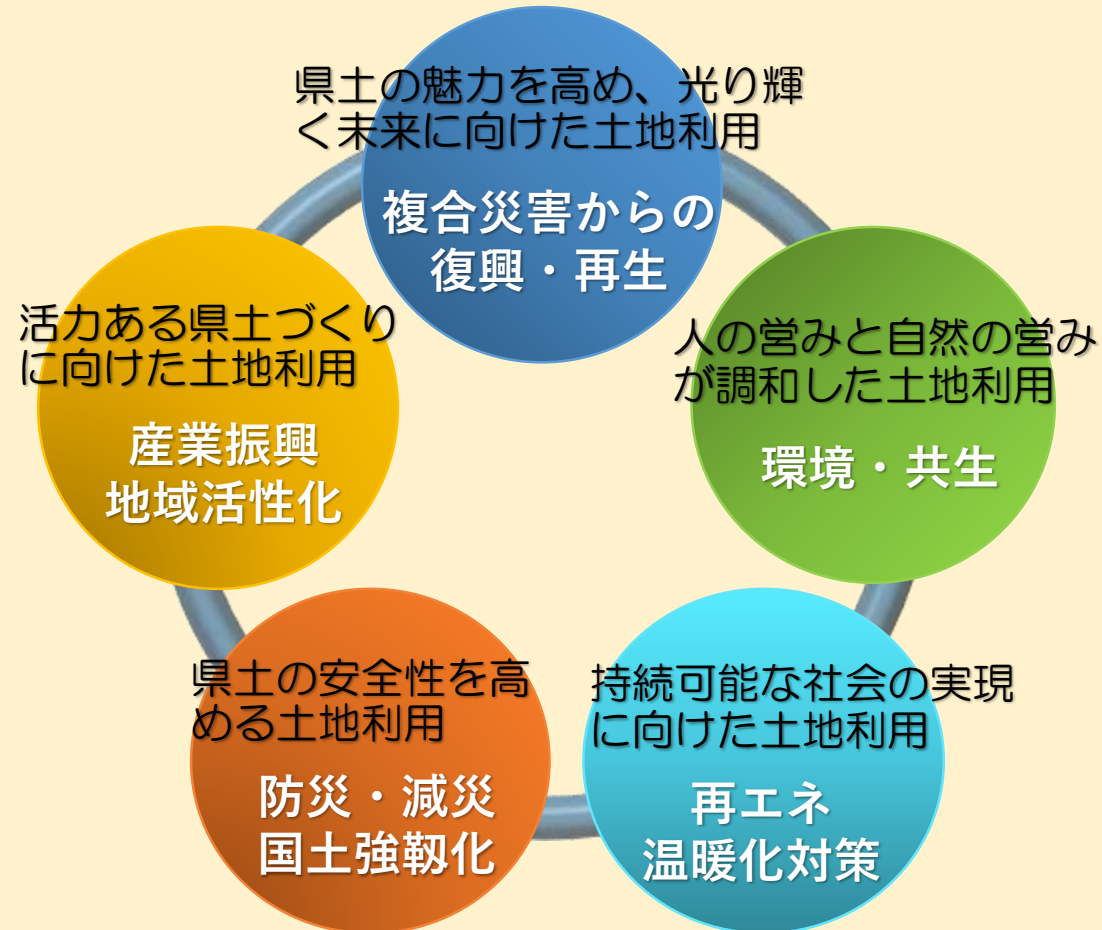 県土の魅力を高め、光り輝
く未来に向けた土地利用
複合災害からの
復興・再生
活力ある県土づくり
に向けた土地利用
産業振興
地域活性化
人の営みと自然の営み
が調和した土地利用
環境・共生
県土の安全性を高
める土地利用
防災・減災
国土強靱化
持続可能な社会の実現
に向けた土地利用
再エネ
温暖化対策